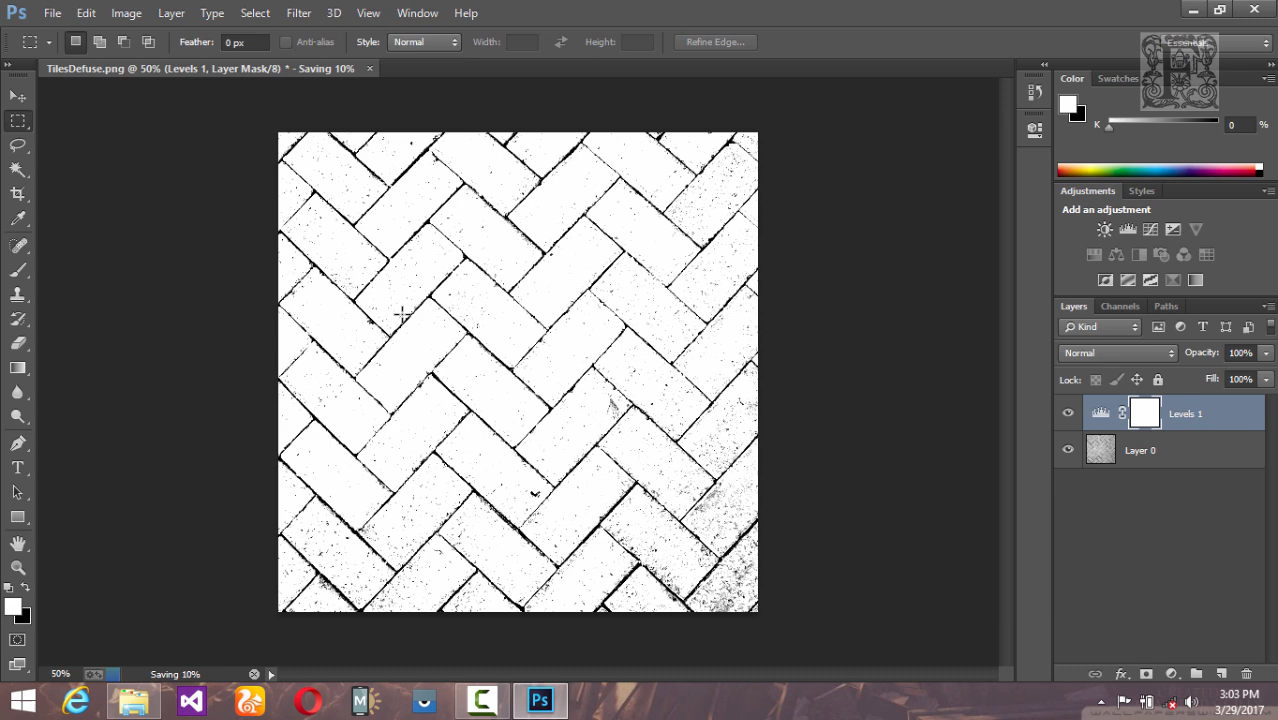 Ps File Edit Image Layer Type Select Filter 3D View Window Help
Feather: 0 px Anti-alias Style: Normal Width: Height: Refine Edge...
TilesDefuse.png @ 50% (Levels 1, Layer Mask/8) * - Saving 10% ×
Color Swatches
K 0 %
Adjustments Styles
Add an adjustment
Layers Channels Paths
Kind
Normal Opacity: 100%
Lock: Fill: 100%
Levels 1
Layer 0
50% Saving 10%
3:03 PM
3/29/2017